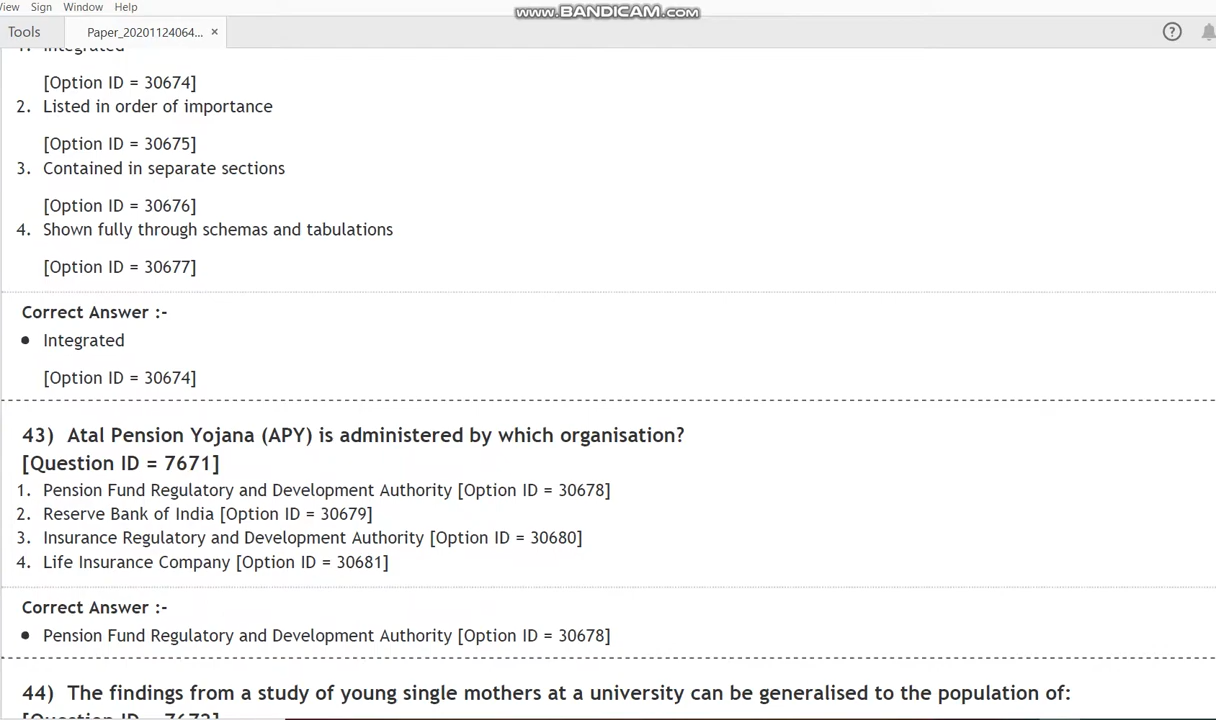 View Sign Window Help
www.BANDICAM.com
Tools
Paper_20201124064... ×
?
1. Integrated
[Option ID = 30674]
2. Listed in order of importance
[Option ID = 30675]
3. Contained in separate sections
[Option ID = 30676]
4. Shown fully through schemas and tabulations
[Option ID = 30677]
Correct Answer :-
• Integrated
[Option ID = 30674]
43) Atal Pension Yojana (APY) is administered by which organisation?
[Question ID = 7671]
1. Pension Fund Regulatory and Development Authority [Option ID = 30678]
2. Reserve Bank of India [Option ID = 30679]
3. Insurance Regulatory and Development Authority [Option ID = 30680]
4. Life Insurance Company [Option ID = 30681]
Correct Answer :-
• Pension Fund Regulatory and Development Authority [Option ID = 30678]
44) The findings from a study of young single mothers at a university can be generalised to the population of:
[Question ID = 7672]